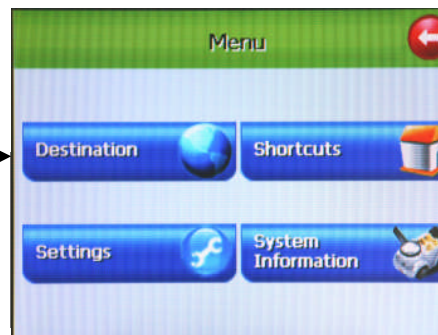 Menu
Destination
Shortcuts
Settings
System
Information